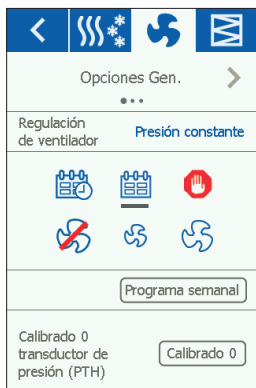 Opciones Gen.
Regulación
de ventilador
Presión constante
Programa semanal
Calibrado 0
transductor de
presión (PTH)
Calibrado 0